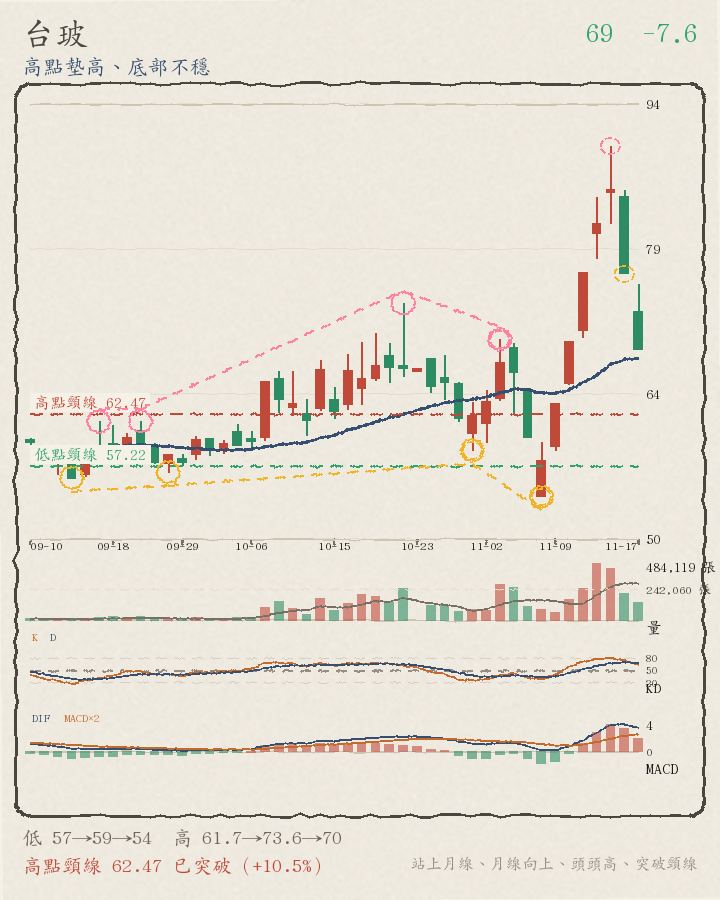 台玻
69 -7.6
高點墊高、底部不穩
94
79
高點頸線 62.47
64
低點頸線 57.22
50
09-10 09-18 09-29 10-06 10-15 10-23 11-02 11-09 11-17
484,119 張
242,060 張
量
K D
80
50
20
KD
DIF MACD×2
4
0
MACD
低 57→59→54 高 61.7→73.6→70
高點頸線 62.47 已突破 (+10.5%)
站上月線、月線向上、頭頭高、突破頸線